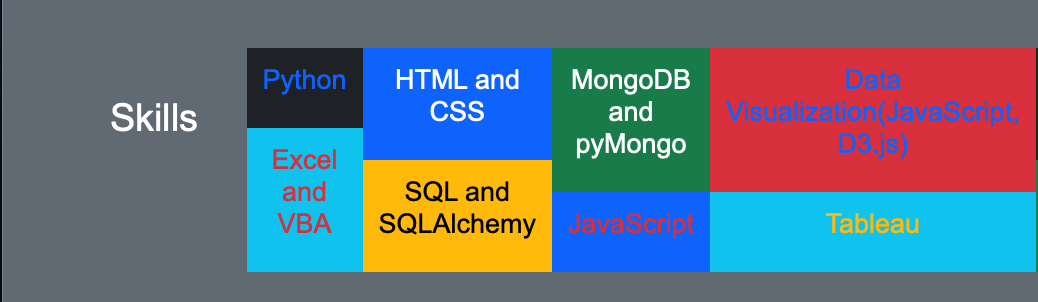 Skills
Python
Excel
and
VBA
HTML and
CSS
SQL and
SQLAlchemy
MongoDB
and
pyMongo
JavaScript
Data
Visualization(JavaScript,
D3.js)
Tableau